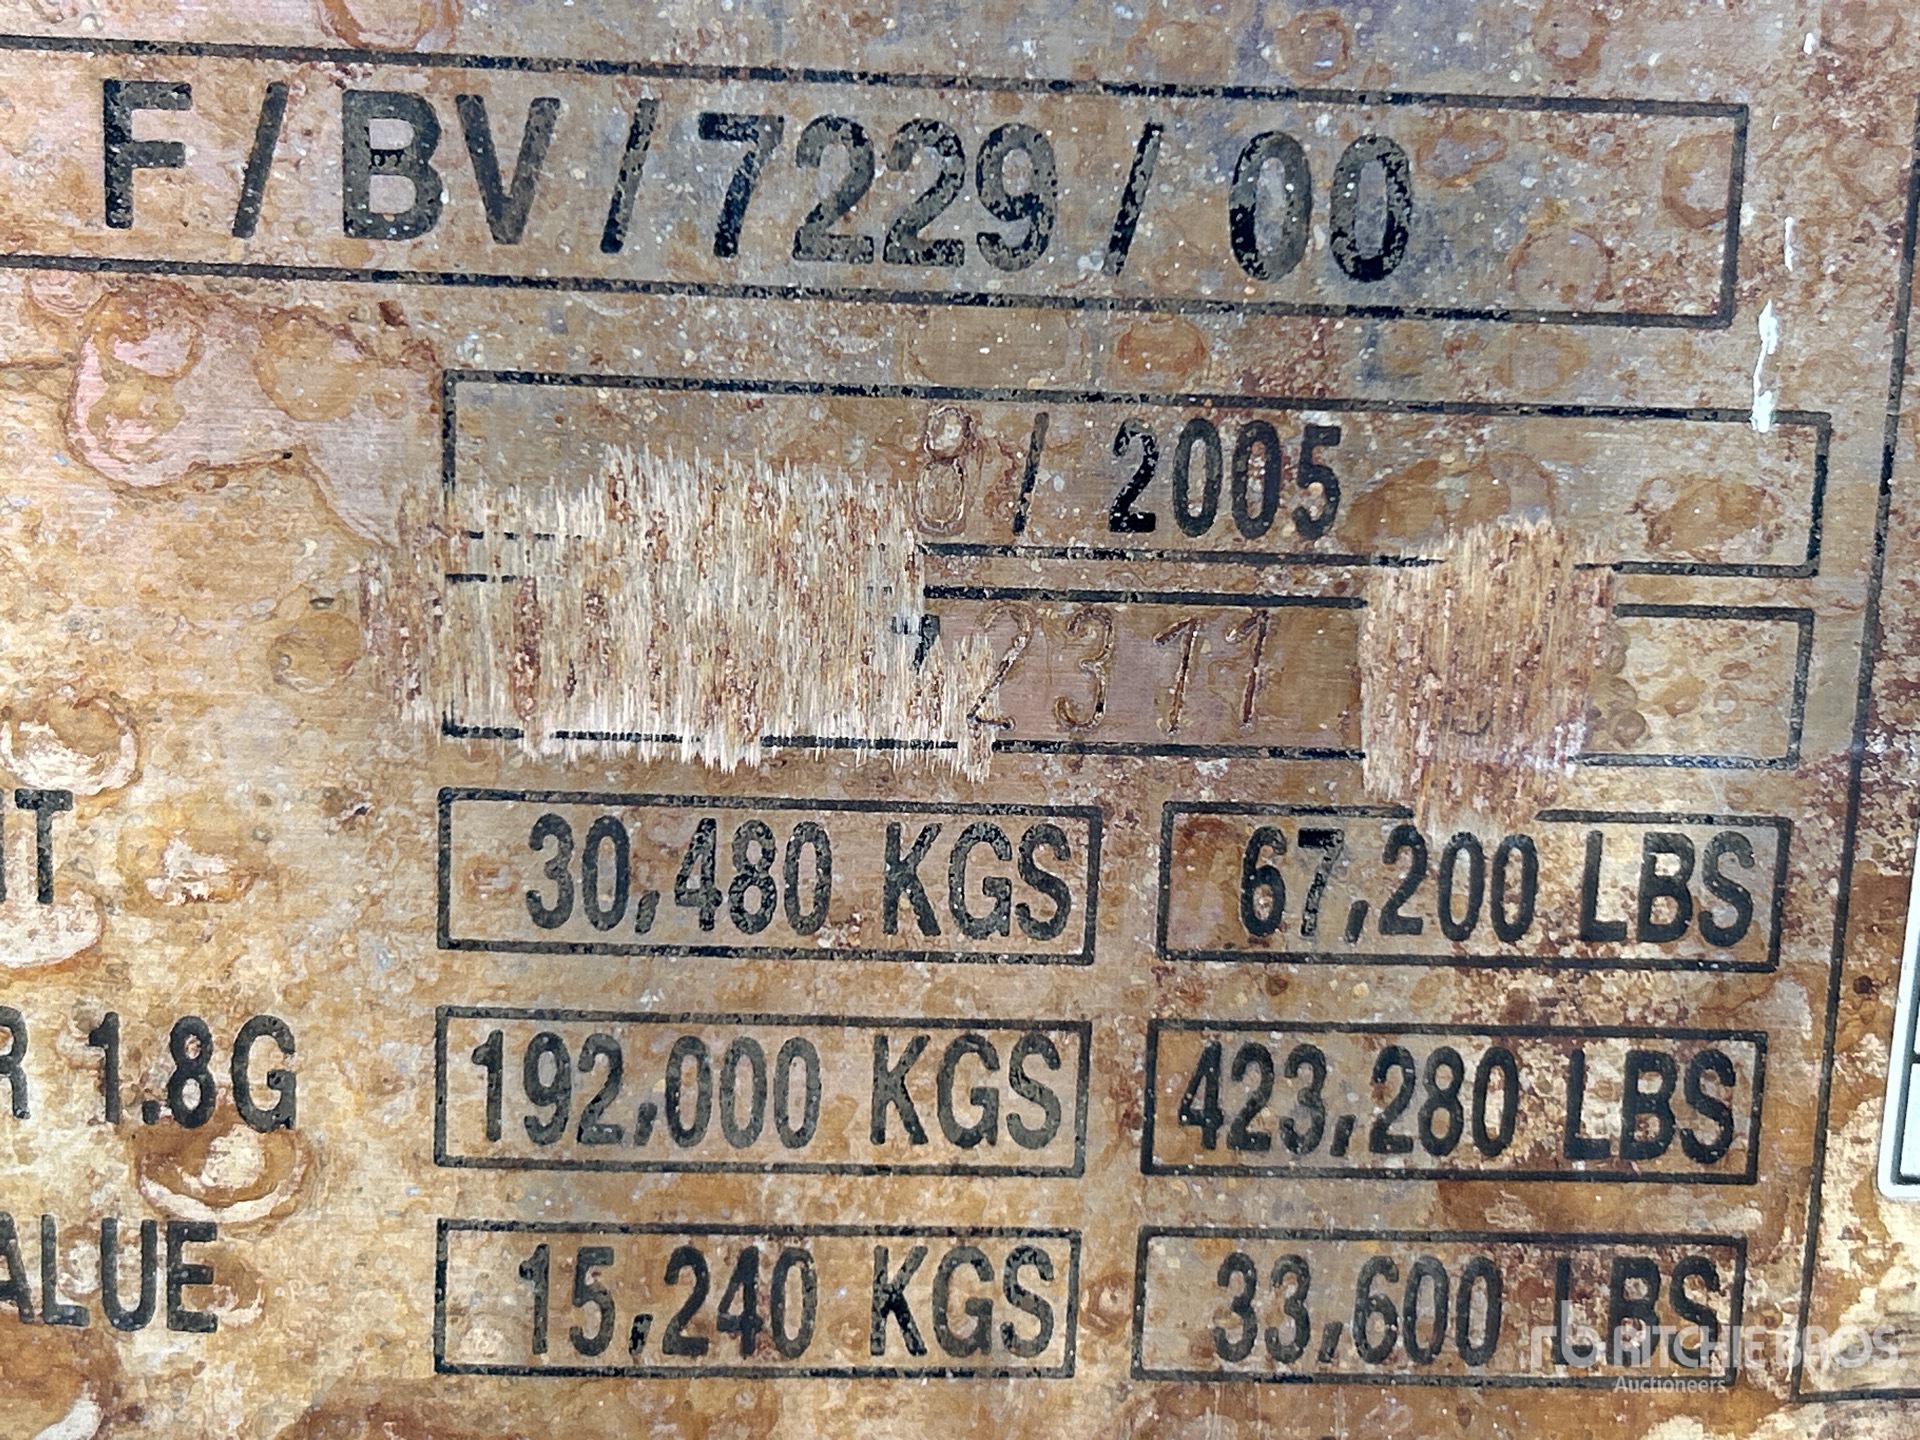 F / BV / 7229 / 00
8 / 2005
2311
30,480 KGS 67,200 LBS
R 1.8G 192,000 KGS 423,280 LBS
ALUE 15,240 KGS 33,600 LBS
rb RITCHIE BROS.
Auctioneers